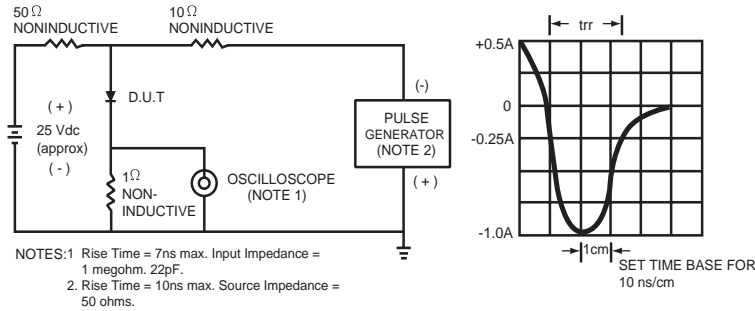 50Ω
NONINDUCTIVE
10Ω
NONINDUCTIVE
D.U.T
( + )
25 Vdc
(approx)
( - )
1Ω
NON-
INDUCTIVE
OSCILLOSCOPE
(NOTE 1)
(-)
PULSE
GENERATOR
(NOTE 2)
( + )
NOTES:1 Rise Time = 7ns max. Input Impedance =
1 megohm. 22pF.
2. Rise Time = 10ns max. Source Impedance =
50 ohms.
trr
+0.5A
0
-0.25A
-1.0A
1cm
SET TIME BASE FOR
10 ns/cm